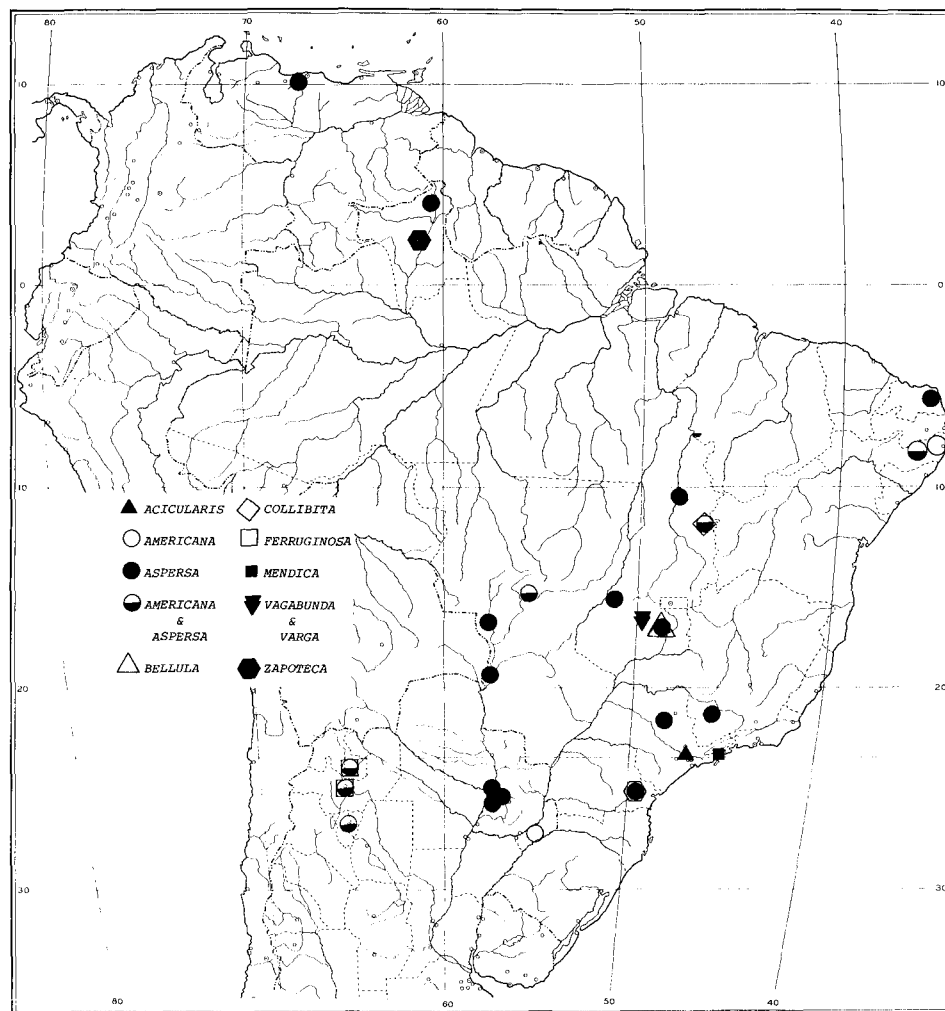 80 70 60 50 40
10 10
0 0
10 10
ACICULARIS COLLIBITA
AMERICANA FERRUGINOSA
ASPERSA MENDICA
AMERICANA VAGABUNDA
& &
ASPERSA VARGA
BELLULA ZAPOTECA
20 20
30 30
80 60 50 40